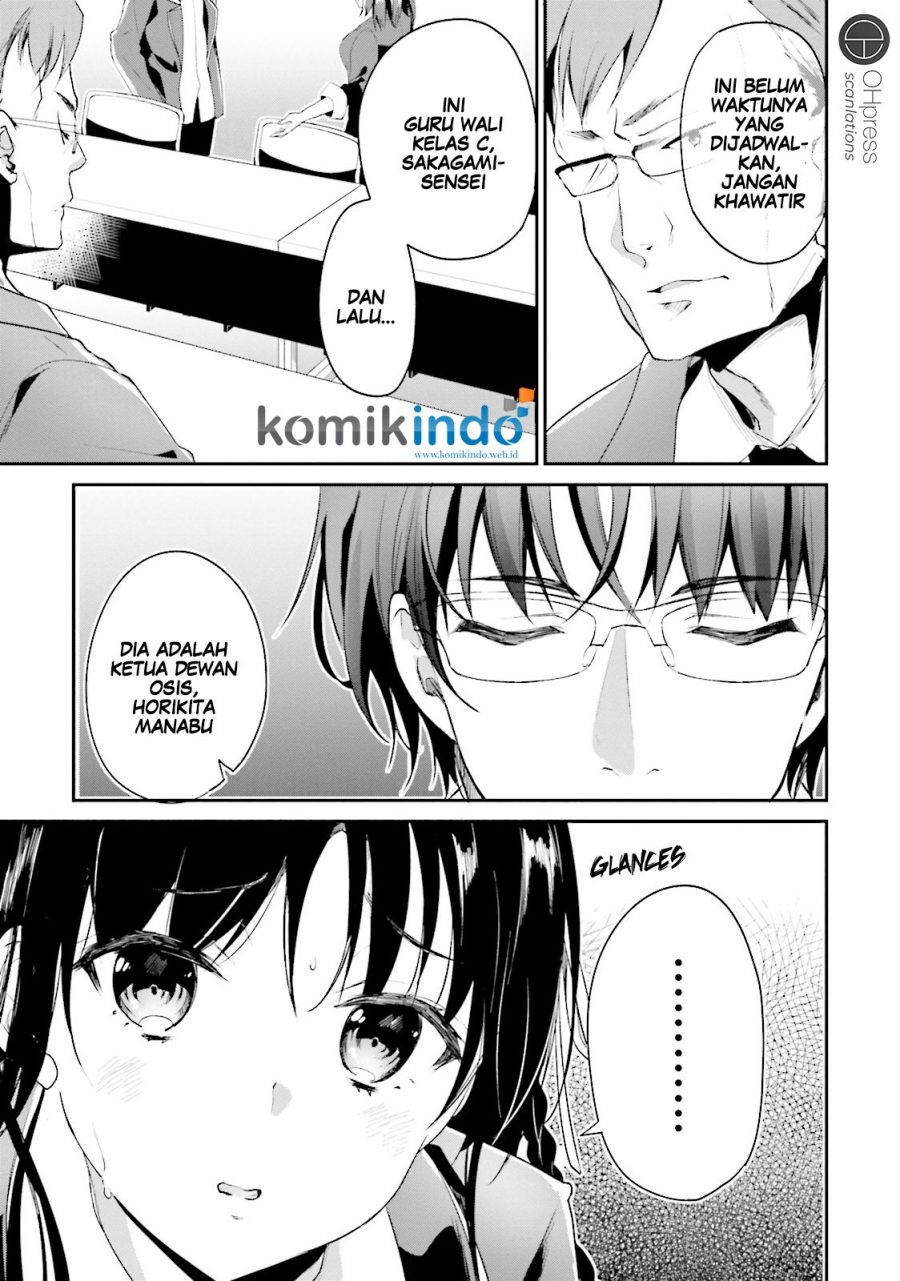 INI BELUM
WAKTUNYA
YANG
DIJADWAL-
KAN,
JANGAN
KHAWATIR
INI
GURU WALI
KELAS C,
SAKAGAMI-
SENSEI
DAN
LALU...
komikindo
www.komikindo.web.id
DIA ADALAH
KETUA DEWAN
OSIS,
HORIKITA
MANABU
GLANCES
............
OHpress
scanlations